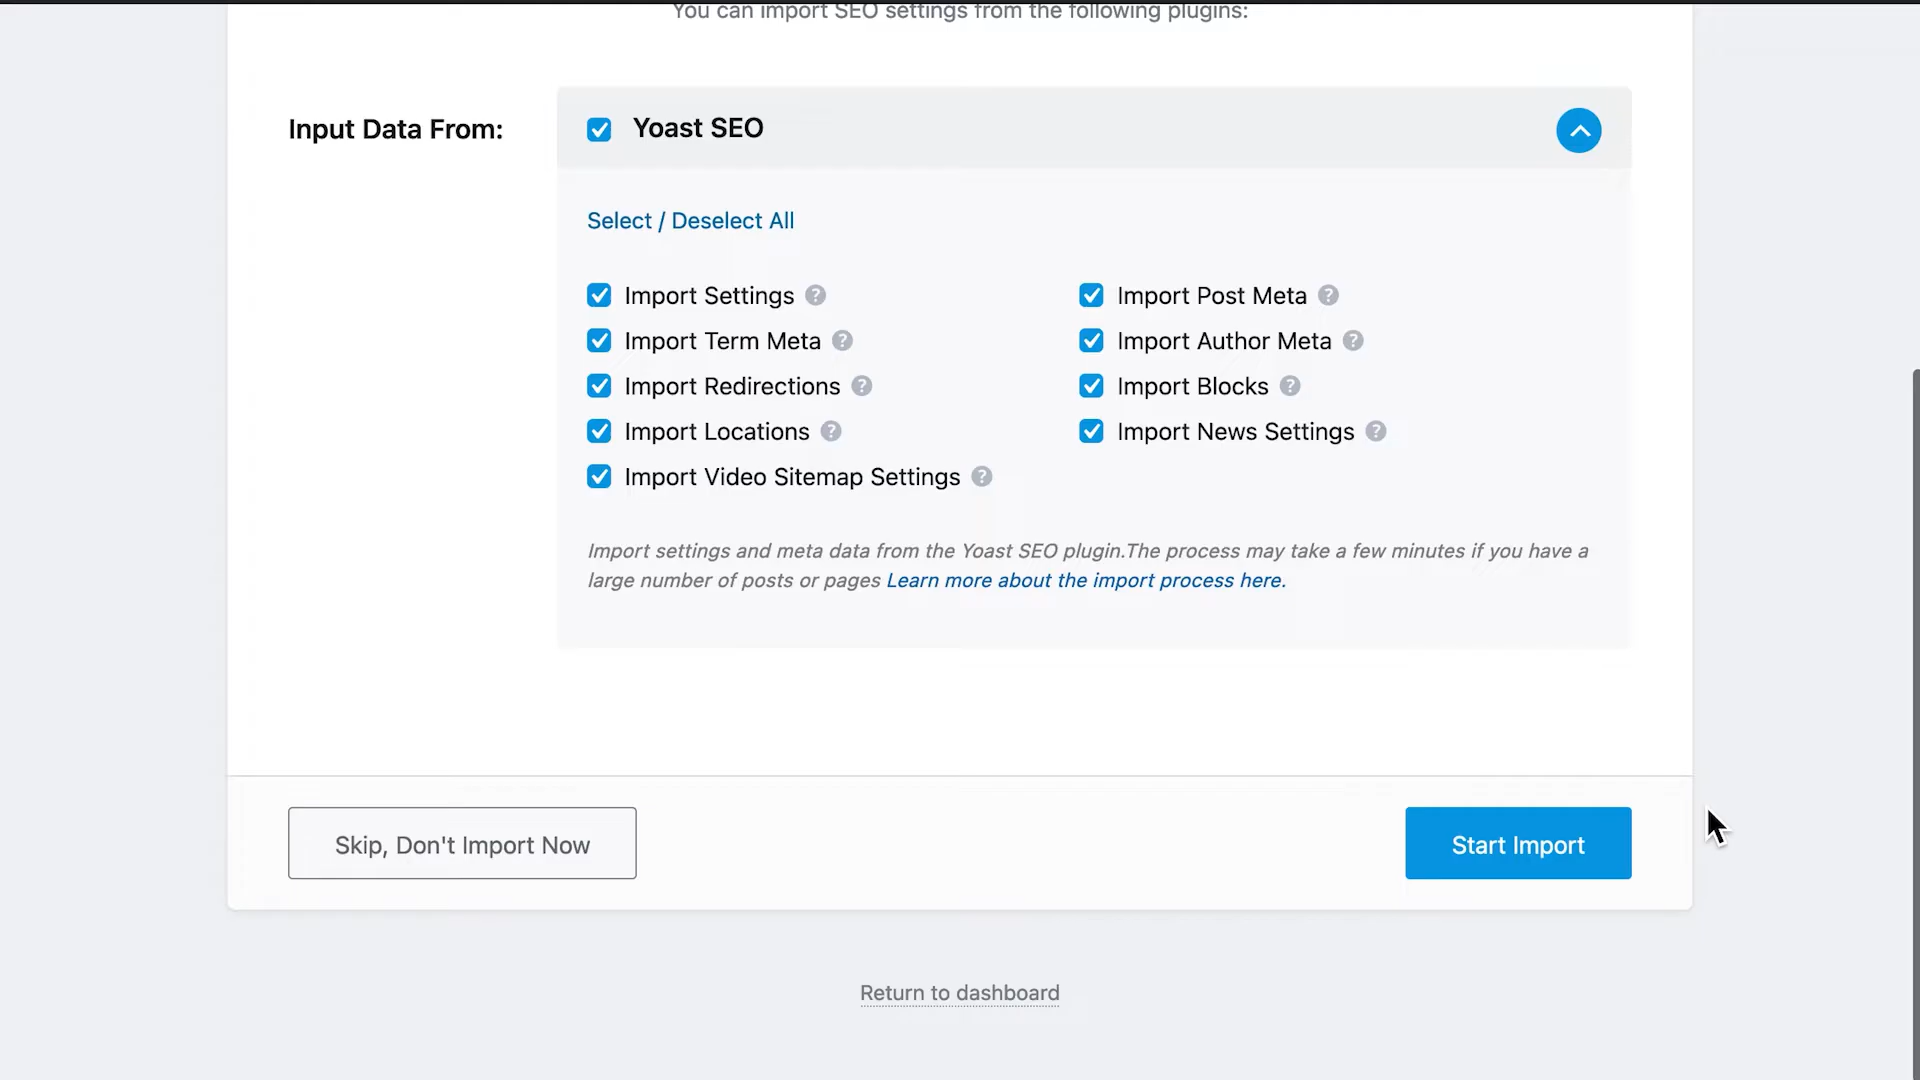 You can import SEO settings from the following plugins:
Input Data From:
Yoast SEO
Select / Deselect All
Import Settings ?
Import Post Meta ?
Import Term Meta ?
Import Author Meta ?
Import Redirections ?
Import Blocks ?
Import Locations ?
Import News Settings ?
Import Video Sitemap Settings ?
Import settings and meta data from the Yoast SEO plugin.The process may take a few minutes if you have a
large number of posts or pages Learn more about the import process here.
Skip, Don't Import Now
Start Import
Return to dashboard